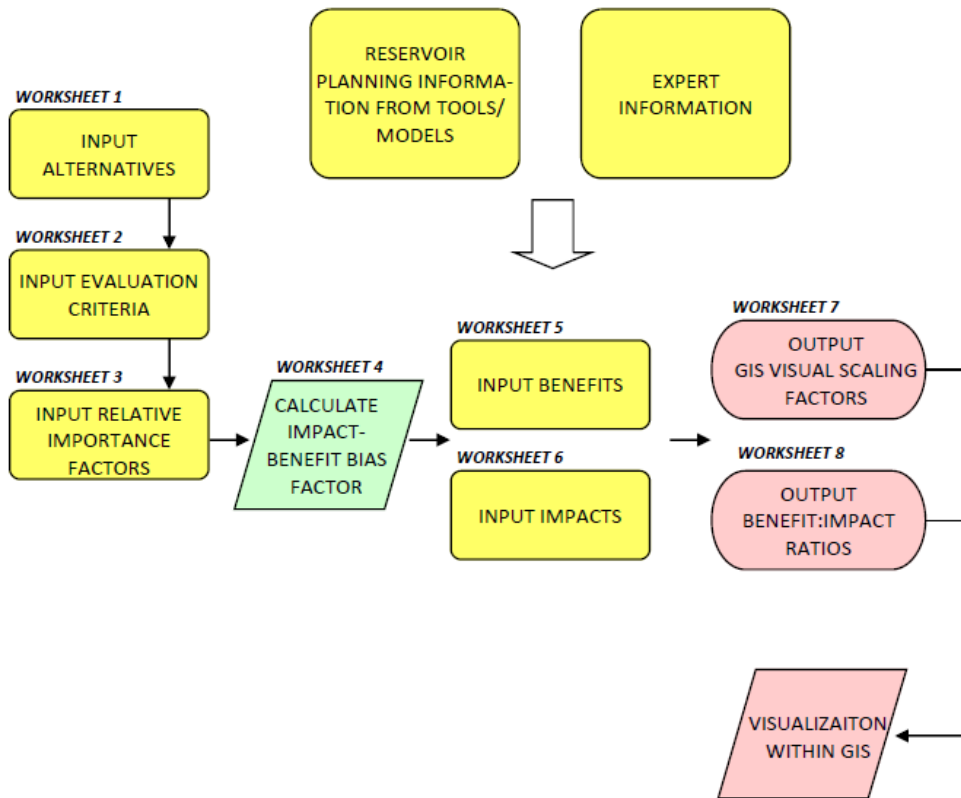 RESERVOIR
PLANNING INFORMA-
TION FROM TOOLS/
MODELS
EXPERT
INFORMATION
WORKSHEET 1
INPUT
ALTERNATIVES
WORKSHEET 2
INPUT EVALUATION
CRITERIA
WORKSHEET 3
INPUT RELATIVE
IMPORTANCE
FACTORS
WORKSHEET 4
CALCULATE
IMPACT-
BENEFIT BIAS
FACTOR
WORKSHEET 5
INPUT BENEFITS
WORKSHEET 6
INPUT IMPACTS
WORKSHEET 7
OUTPUT
GIS VISUAL SCALING
FACTORS
WORKSHEET 8
OUTPUT
BENEFIT:IMPACT
RATIOS
VISUALIZAITON
WITHIN GIS